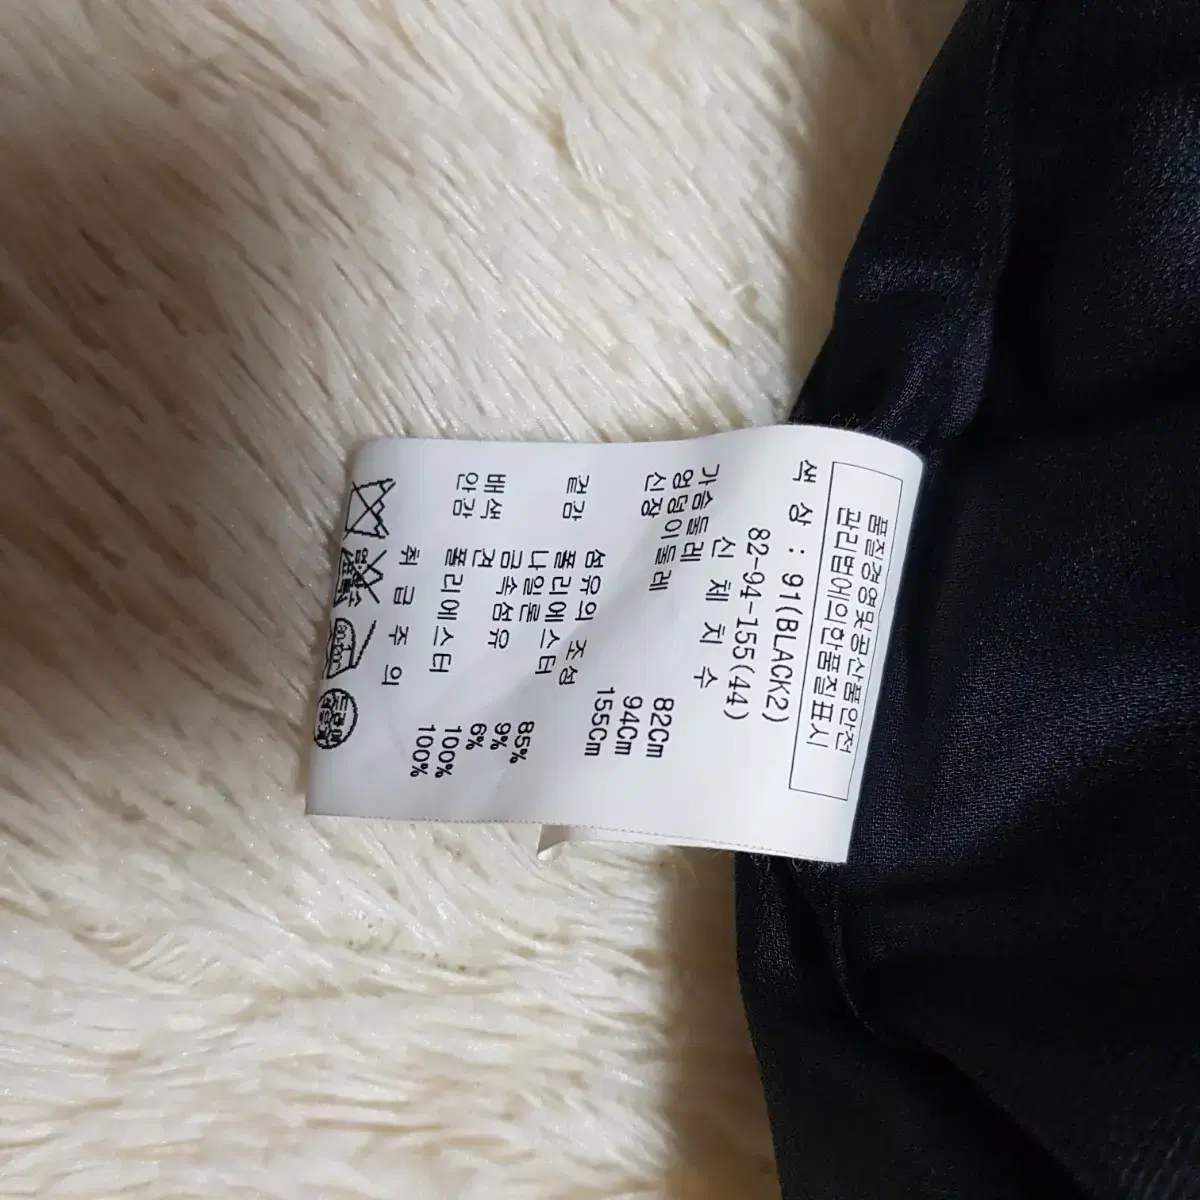 품질경영및공산품안전
관리법에의한품질표시
색 상 : 91(BLACK2)
82-94-155(44)
신 체 치 수
가슴둘레 82Cm
엉덩이둘레 94Cm
신장 155Cm
섬유의 조성
겉감 폴리에스터 85%
나일론 9%
금속섬유 6%
배색 견 100%
안감 폴리에스터 100%
취 급 주 의
드라이